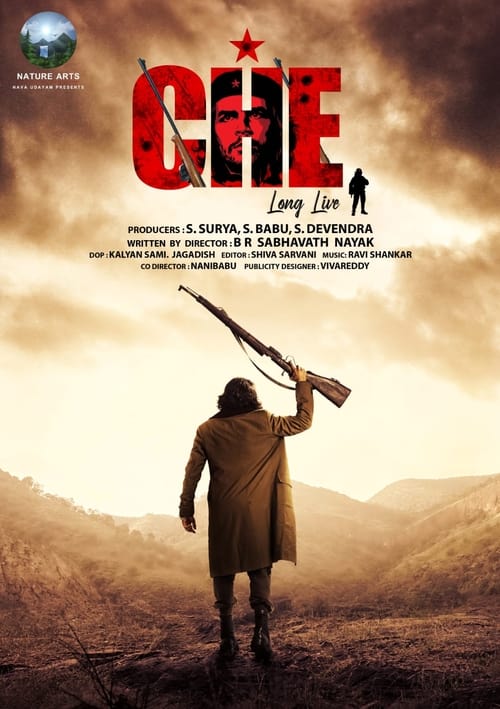 NATURE ARTS
NAVA UDAYAM PRESENTS
CHE
Long Live
PRODUCERS : S. SURYA, S. BABU, S. DEVENDRA
WRITTEN BY DIRECTOR : B R SABHAVATH NAYAK
DOP : KALYAN SAMI. JAGADISH EDITOR : SHIVA SARVANI MUSIC: RAVI SHANKAR
CO DIRECTOR : NANIBABU PUBLICITY DESIGNER : VIVAREDDY